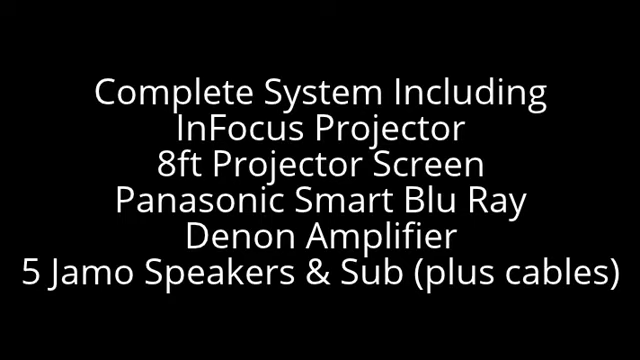 Complete System Including
InFocus Projector
8ft Projector Screen
Panasonic Smart Blu Ray
Denon Amplifier
5 Jamo Speakers & Sub (plus cables)